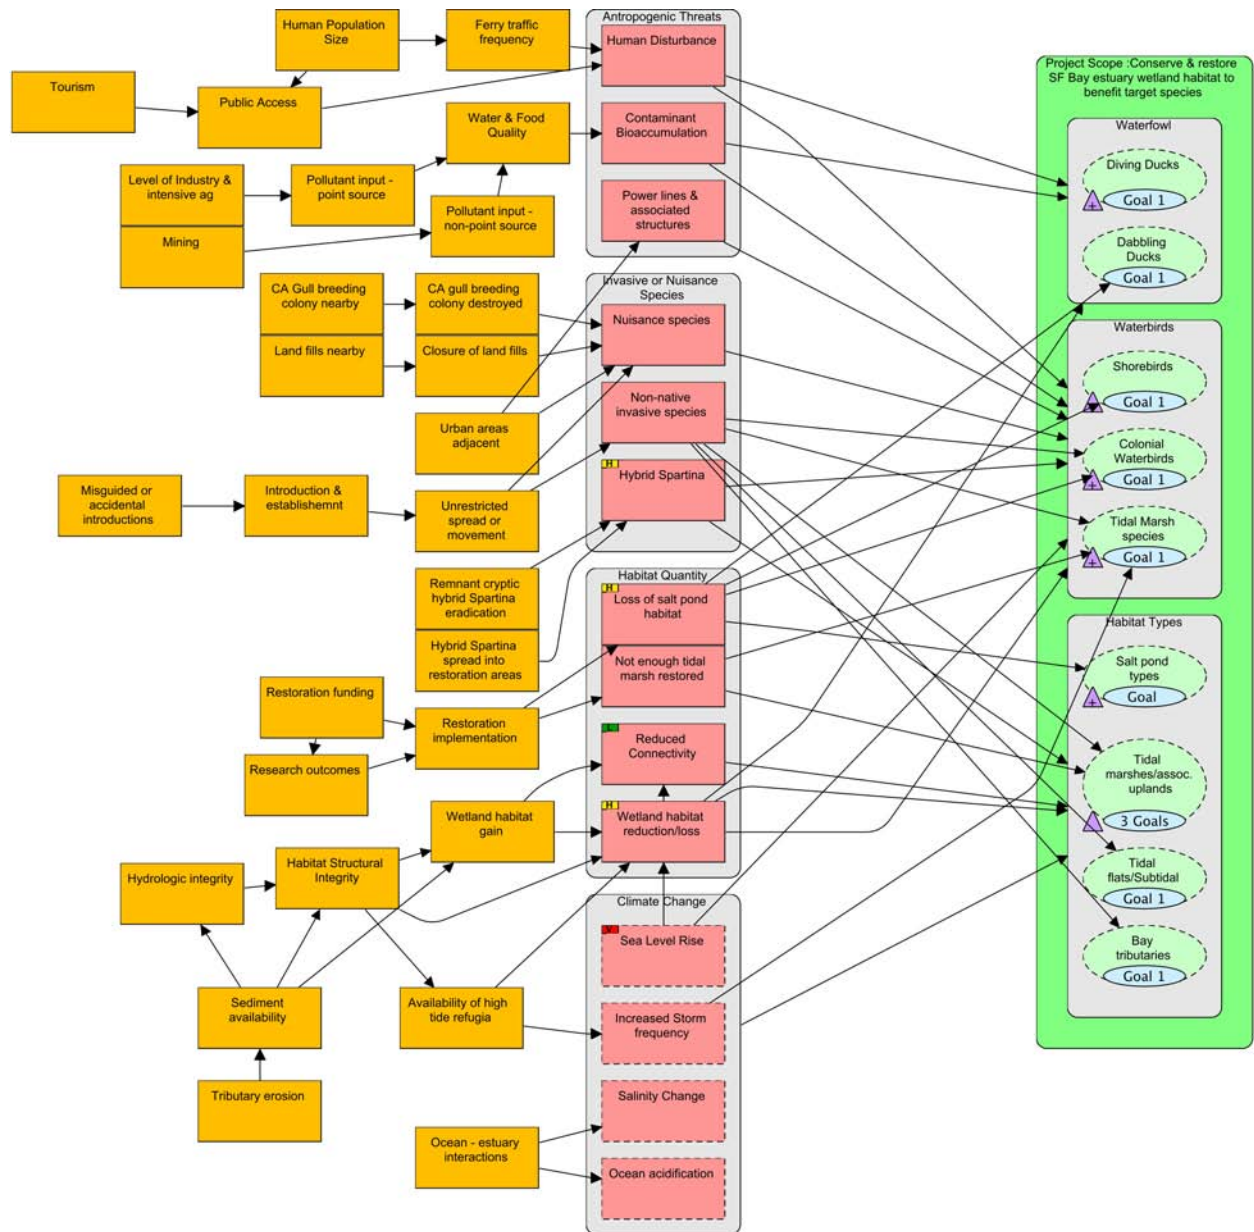 Antropogenic Threats
Human Population
Size
Ferry traffic
frequency
Human Disturbance
Tourism
Public Access
Water & Food
Quality
Contaminant
Bioaccumulation
Level of Industry &
intensive ag
Pollutant input -
point source
Pollutant input -
non-point source
Mining
Power lines &
associated
structures
Invasive or Nuisance
Species
CA Gull breeding
colony nearby
CA gull breeding
colony destroyed
Nuisance species
Land fills nearby
Closure of land fills
Non-native
invasive species
Urban areas
adjacent
H
Hybrid Spartina
Misguided or
accidental
introductions
Introduction &
establishemnt
Unrestricted
spread or
movement
Habitat Quantity
Remnant cryptic
hybrid Spartina
eradication
H
Loss of salt pond
habitat
Hybrid Spartina
spread into
restoration areas
Not enough tidal
marsh restored
Restoration funding
Restoration
implementation
Research outcomes
L
Reduced
Connectivity
Wetland habitat
gain
H
Wetland habitat
reduction/loss
Hydrologic integrity
Habitat Structural
Integrity
Climate Change
V
Sea Level Rise
Sediment
availability
Availability of high
tide refugia
Increased Storm
frequency
Tributary erosion
Salinity Change
Ocean - estuary
interactions
Ocean acidification
Project Scope :Conserve & restore
SF Bay estuary wetland habitat to
benefit target species
Waterfowl
Diving Ducks
+
Goal 1
Dabbling
Ducks
Goal 1
Waterbirds
Shorebirds
Goal 1
Colonial
Waterbirds
+
Goal 1
Tidal Marsh
species
+
Goal 1
Habitat Types
Salt pond
types
+
Goal
Tidal
marshes/assoc.
uplands
3 Goals
Tidal
flats/Subtidal
Goal 1
Bay
tributaries
Goal 1